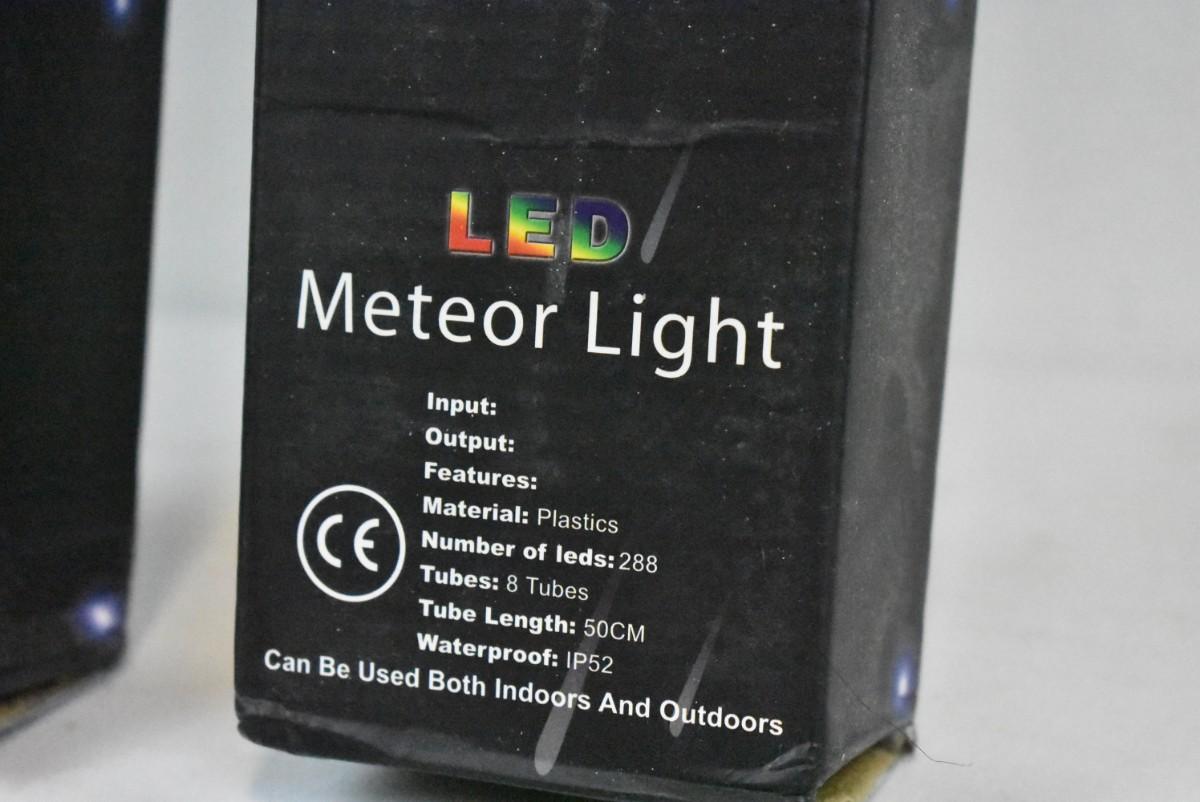 LED
Meteor Light
Input:
Output:
Features:
Material: Plastics
Number of leds: 288
Tubes: 8 Tubes
Tube Length: 50CM
Waterproof: IP52
CE
Can Be Used Both Indoors And Outdoors